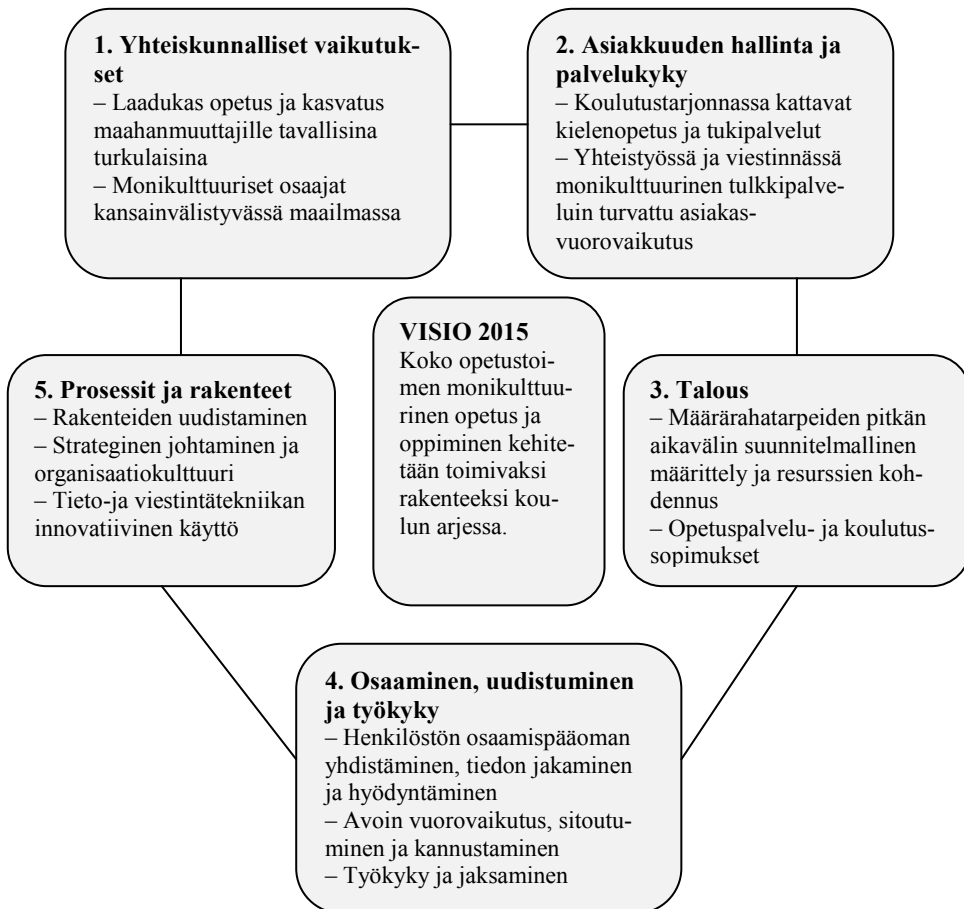 1. Yhteiskunnalliset vaikutuk-
set
– Laadukas opetus ja kasvatus
maahanmuuttajille tavallisina
turkulaisina
– Monikulttuuriset osaajat
kansainvälistyvässä maailmassa
2. Asiakkuuden hallinta ja
palvelukyky
– Koulutustarjonnassa kattavat
kielenopetus ja tukipalvelut
– Yhteistyössä ja viestinnässä
monikulttuurinen tulkkipalve-
luin turvattu asiakas-
vuorovaikutus
VISIO 2015
Koko opetustoi-
men monikulttuu-
rinen opetus ja
oppiminen kehite-
tään toimivaksi
rakenteeksi kou-
lun arjessa.
3. Talous
– Määrärahatarpeiden pitkän
aikavälin suunnitelmallinen
määrittely ja resurssien koh-
dennus
– Opetuspalvelu- ja koulutus-
sopimukset
4. Osaaminen, uudistuminen
ja työkyky
– Henkilöstön osaamispääoman
yhdistäminen, tiedon jakaminen
ja hyödyntäminen
– Avoin vuorovaikutus, sitoutu-
minen ja kannustaminen
– Työkyky ja jaksaminen
5. Prosessit ja rakenteet
– Rakenteiden uudistaminen
– Strateginen johtaminen ja
organisaatiokulttuuri
– Tieto-ja viestintätekniikan
innovatiivinen käyttö